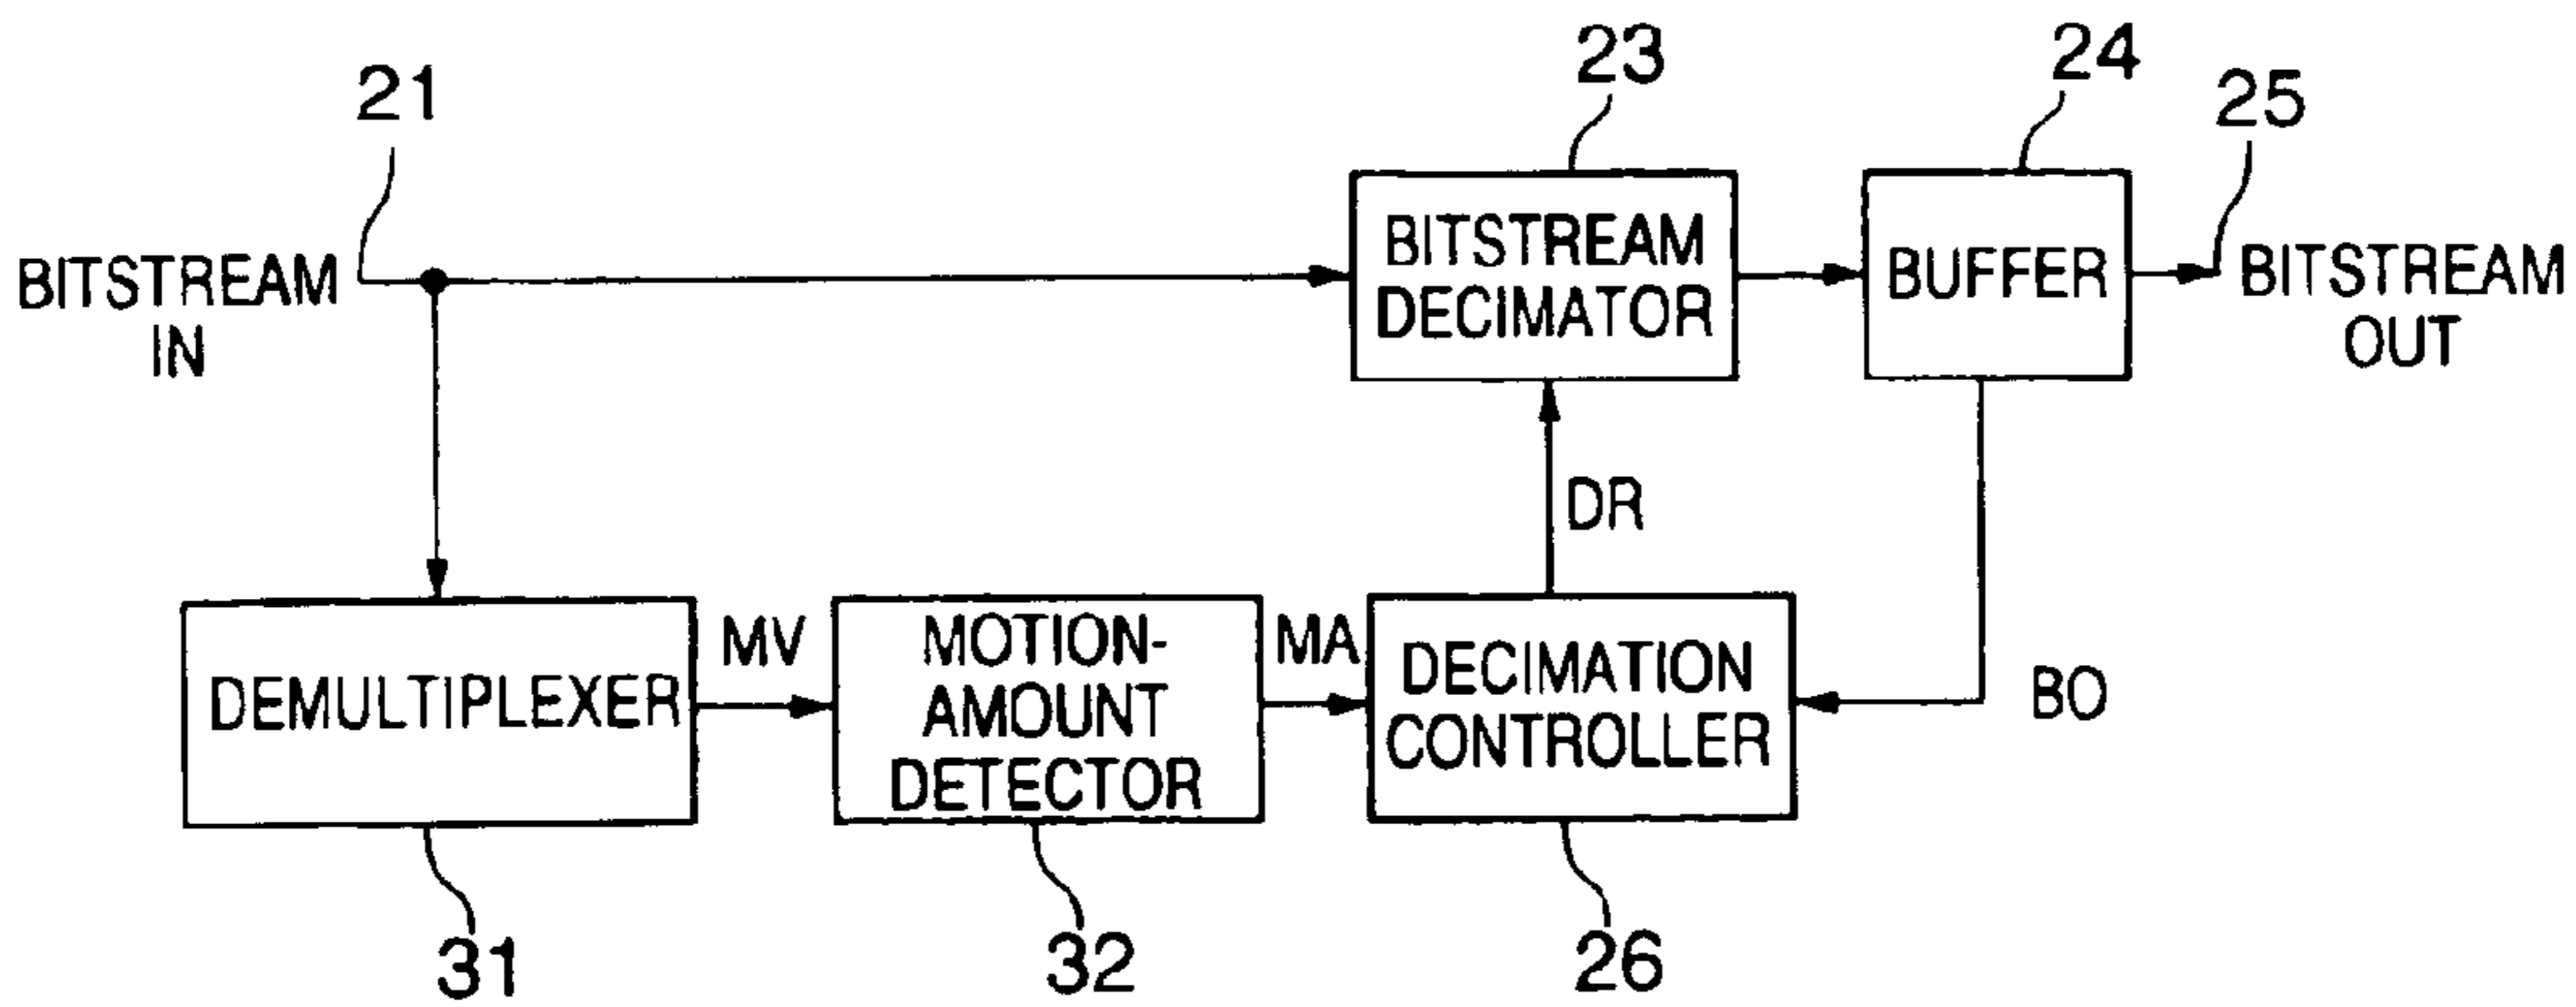 21
23
24
25
BITSTREAM
IN
BITSTREAM
DECIMATOR
BUFFER
BITSTREAM
OUT
DR
DEMULTIPLEXER
MV
MOTION-
AMOUNT
DETECTOR
MA
DECIMATION
CONTROLLER
BO
31
32
26